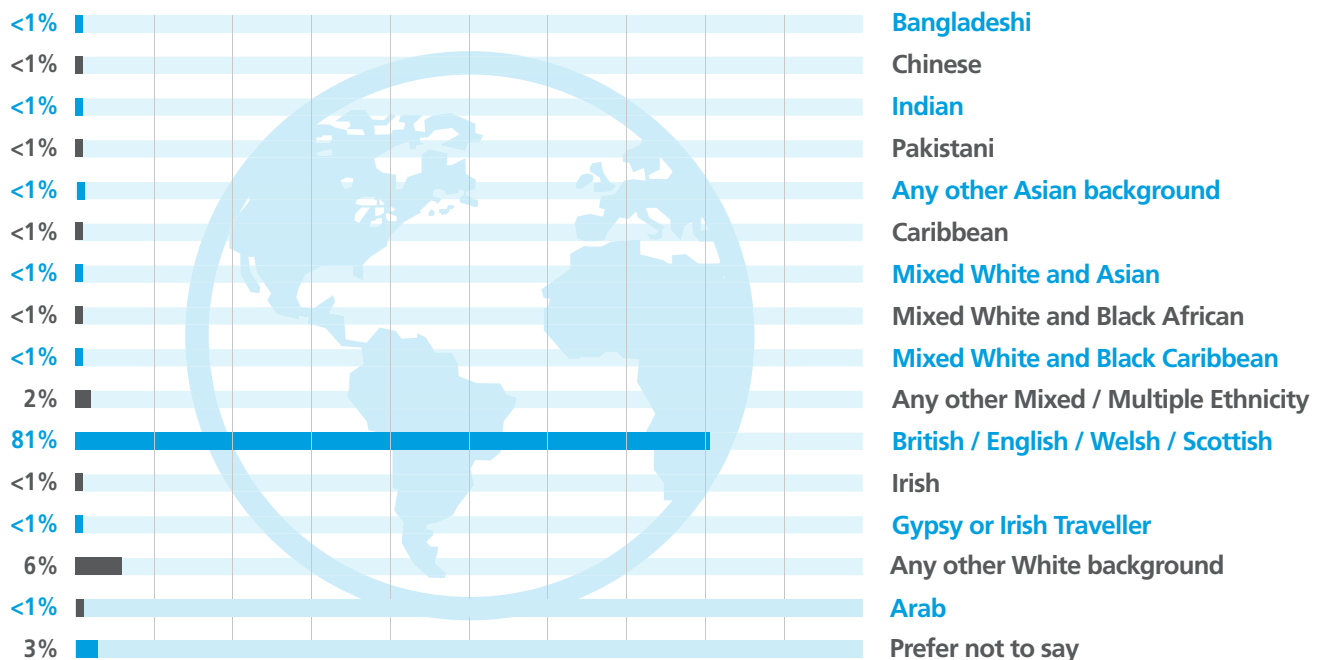 <1% Bangladeshi
<1% Chinese
<1% Indian
<1% Pakistani
<1% Any other Asian background
<1% Caribbean
<1% Mixed White and Asian
<1% Mixed White and Black African
<1% Mixed White and Black Caribbean
2% Any other Mixed / Multiple Ethnicity
81% British / English / Welsh / Scottish
<1% Irish
<1% Gypsy or Irish Traveller
6% Any other White background
<1% Arab
3% Prefer not to say